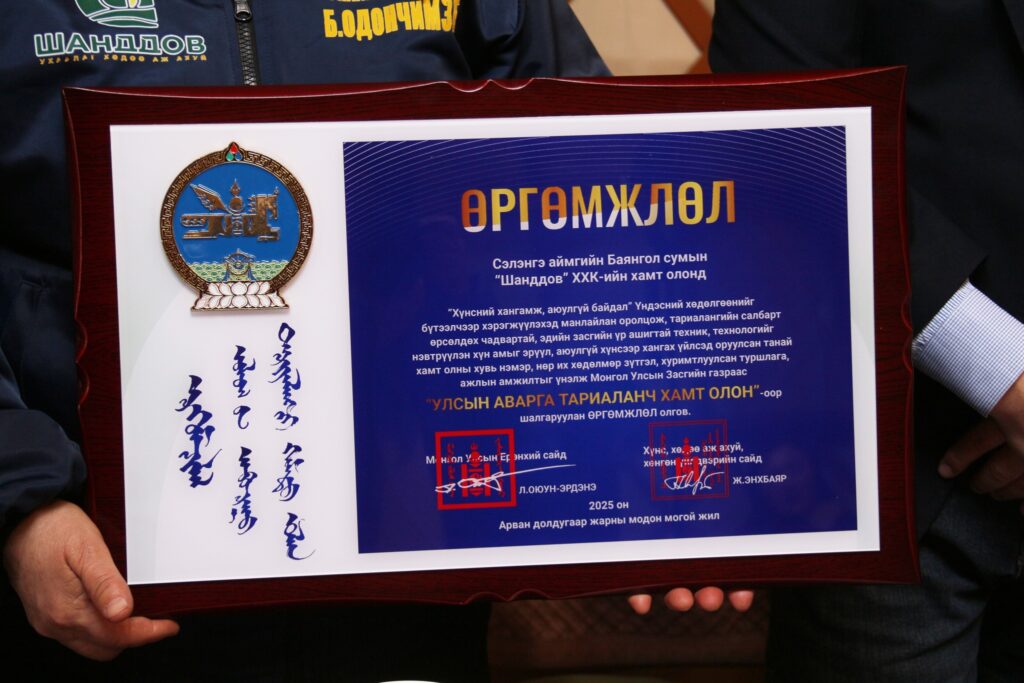 ШАНДДОВ
УХААЛАГ ХӨДӨӨ АЖ АХУЙ
Б.ОДОНЧИМЭГ
ӨРГӨМЖЛӨЛ
Сэлэнгэ аймгийн Баянгол сумын
“Шанддов” ХХК-ийн хамт олонд
“Хүнсний хангамж, аюулгүй байдал” Үндэсний хөдөлгөөнийг
бүтээлчээр хэрэгжүүлэхэд манлайлан оролцож, тариалангийн салбарт
өрсөлдөх чадвартай, эдийн засгийн үр ашигтай техник, технологийг
нэвтрүүлэн хүн амыг эрүүл, аюулгүй хүнсээр хангах үйлсэд оруулсан танай
хамт олны хувь нэмэр, нөр их хөдөлмөр зүтгэл, хуримтлуулсан туршлага,
ажлын амжилтыг үнэлж Монгол Улсын Засгийн газраас
“УЛСЫН АВАРГА ТАРИАЛАНЧ ХАМТ ОЛОН”-оор
шалгаруулан ӨРГӨМЖЛӨЛ олгов.
Монгол Улсын Ерөнхий сайд
Л.ОЮУН-ЭРДЭНЭ
Хүнс, хөдөө аж ахуй,
хөнгөн үйлдвэрийн сайд
Ж.ЭНХБАЯР
2025 он
Арван долдугаар жарны модон могой жил